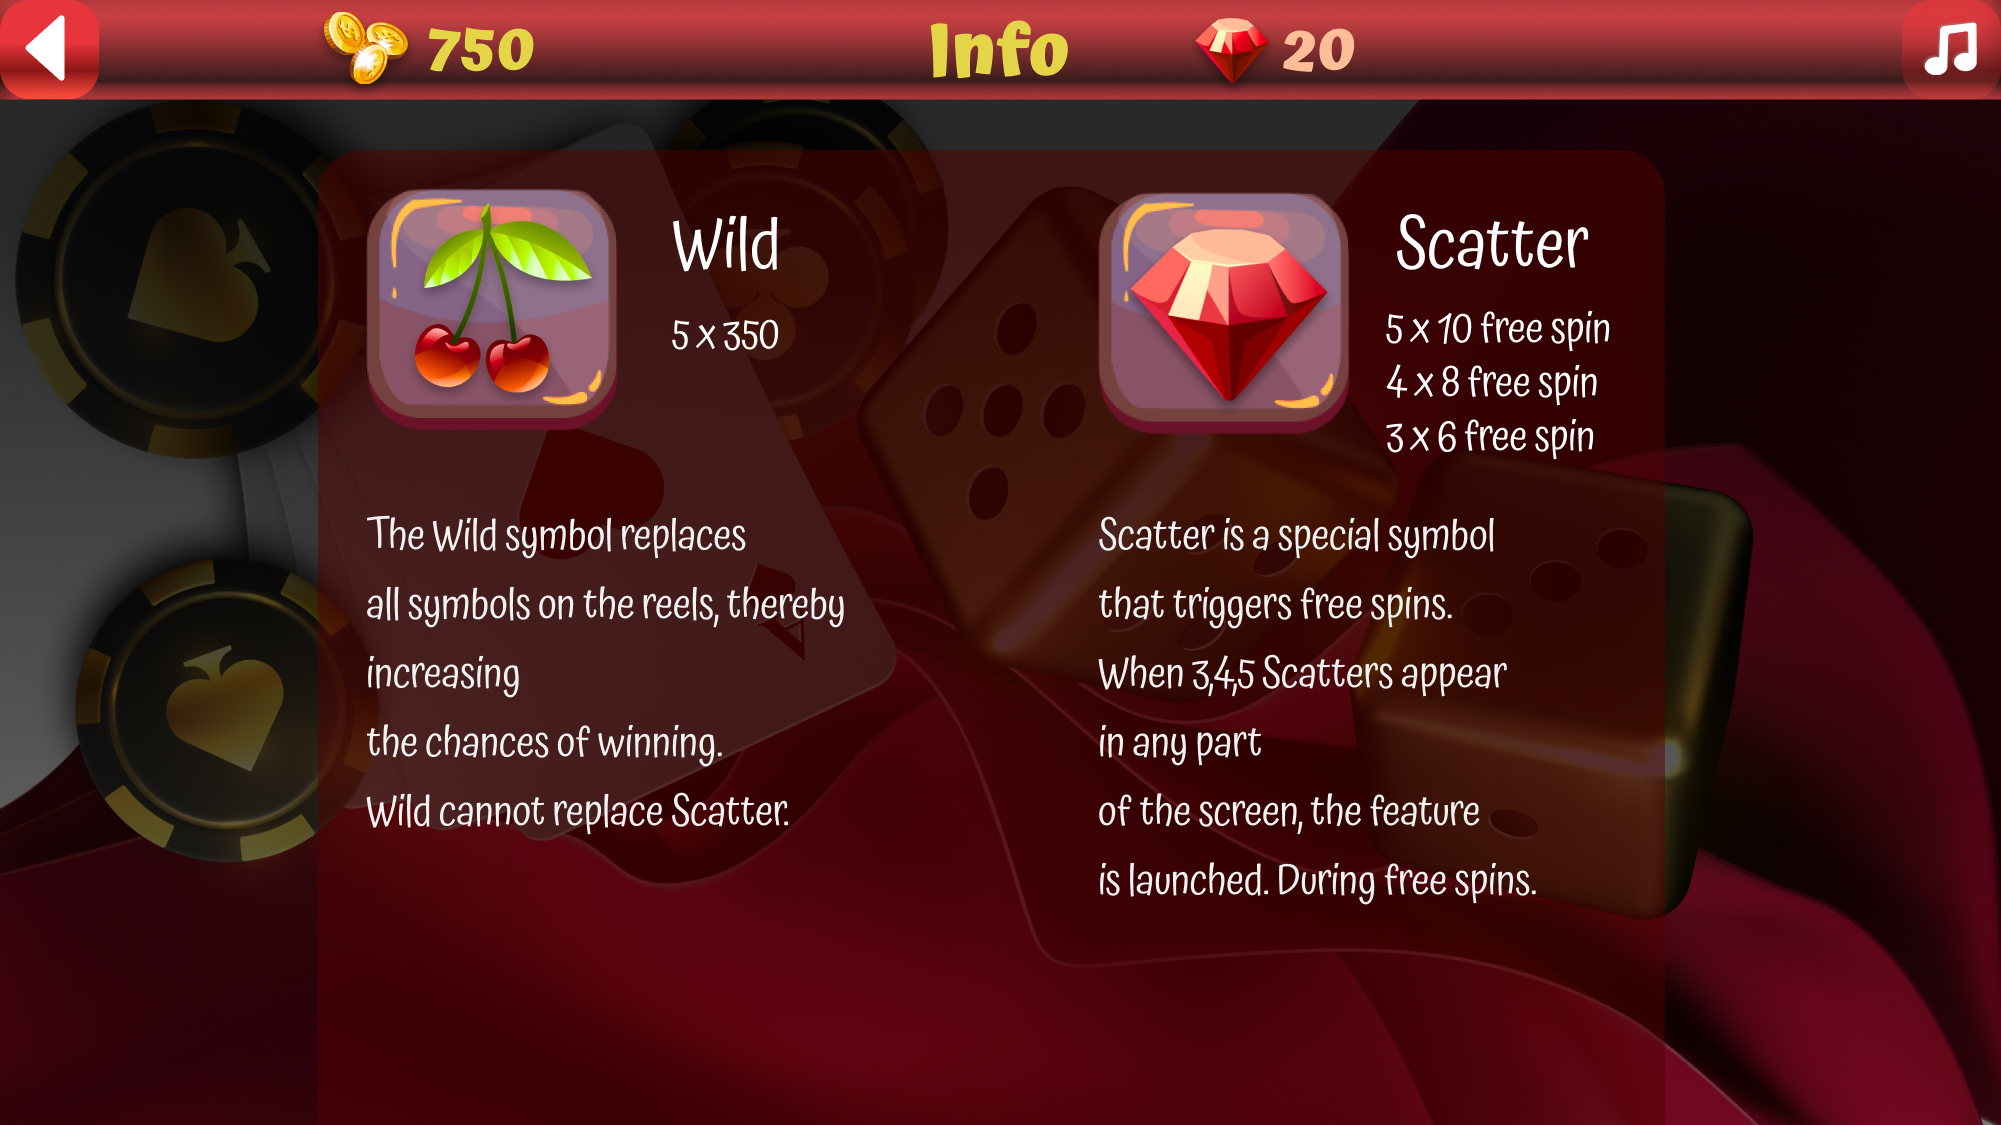 750
Info
20
Wild
5 x 350
The Wild symbol replaces
all symbols on the reels, thereby
increasing
the chances of winning.
Wild cannot replace Scatter.
Scatter
5 x 10 free spin
4 x 8 free spin
3 x 6 free spin
Scatter is a special symbol
that triggers free spins.
When 3,4,5 Scatters appear
in any part
of the screen, the feature
is launched. During free spins.
A